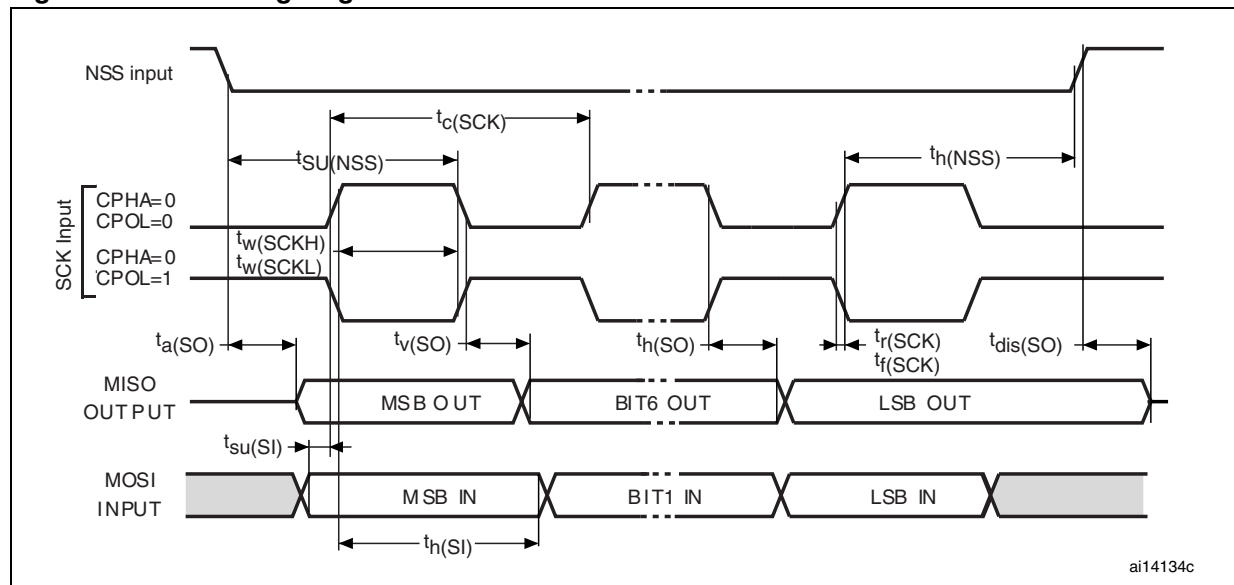 NSS input
tc(SCK)
tSU(NSS)
th(NSS)
SCK Input
CPHA=0
CPOL=0
tw(SCKH)
CPHA=0
tw(SCKL)
CPOL=1
ta(SO)
tv(SO)
th(SO)
tr(SCK)
tf(SCK)
tdis(SO)
MISO
OUTPUT
MSB OUT
BIT6 OUT
LSB OUT
tsu(SI)
MOSI
INPUT
MSB IN
BIT1 IN
LSB IN
th(SI)
ai14134c